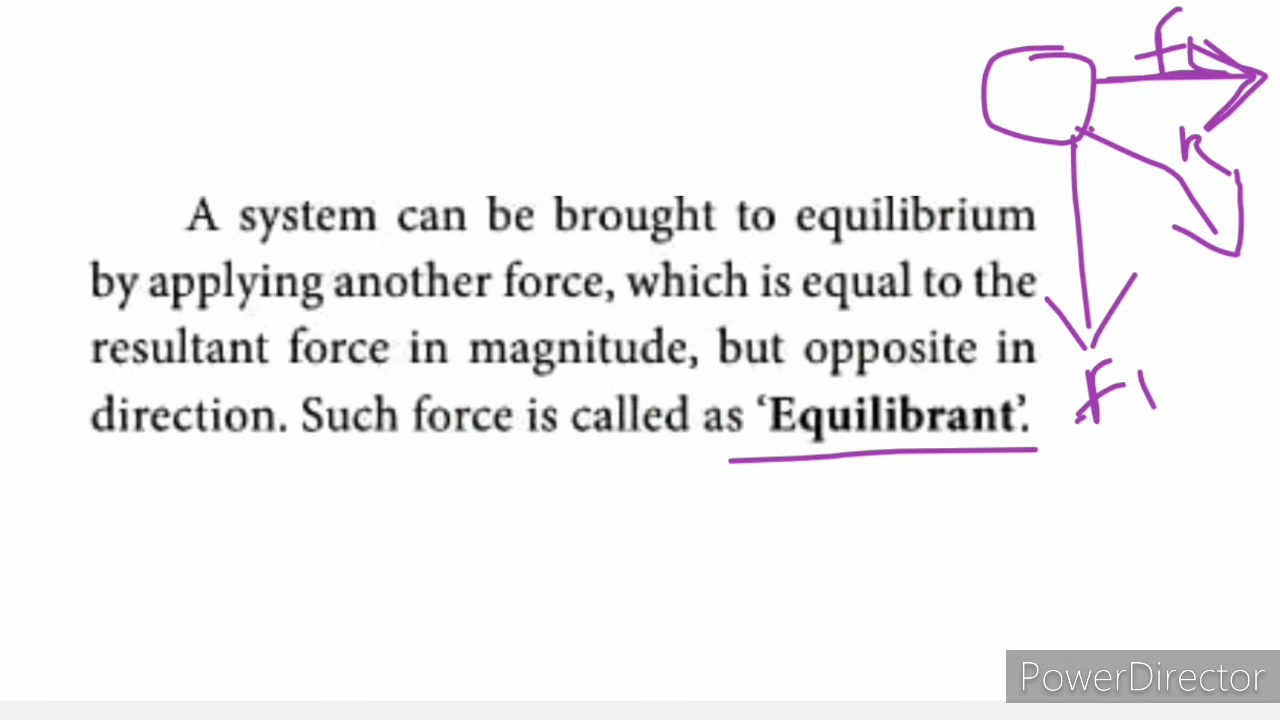 A system can be brought to equilibrium
by applying another force, which is equal to the
resultant force in magnitude, but opposite in
direction. Such force is called as ‘Equilibrant’.
R
F1
PowerDirector